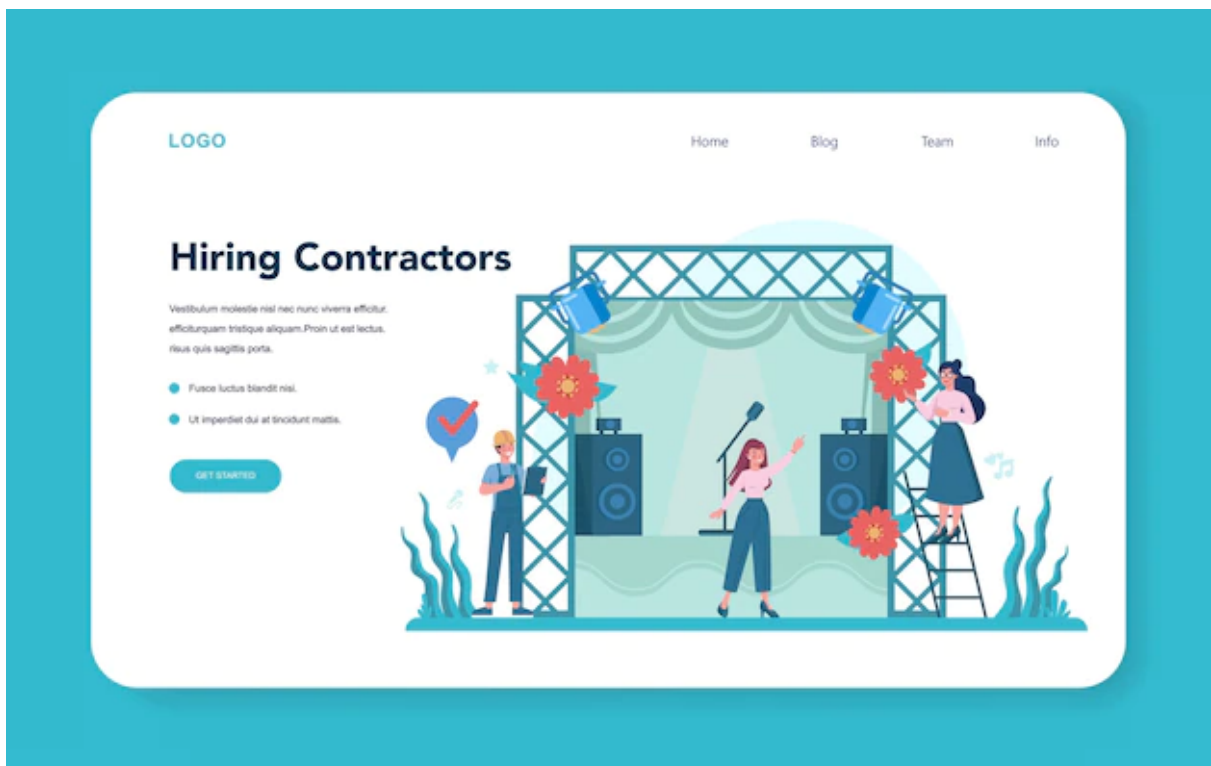 LOGO
Home
Blog
Team
Info
Hiring Contractors
Vestibulum molestie nisl nec nunc viverra efficitur.
efficiturquam tristique aliquam.Proin ut est lectus.
risus quis sagittis porta.
Fusce luctus blandit nisi.
Ut imperdiet dui at tincidunt mattis.
GET STARTED